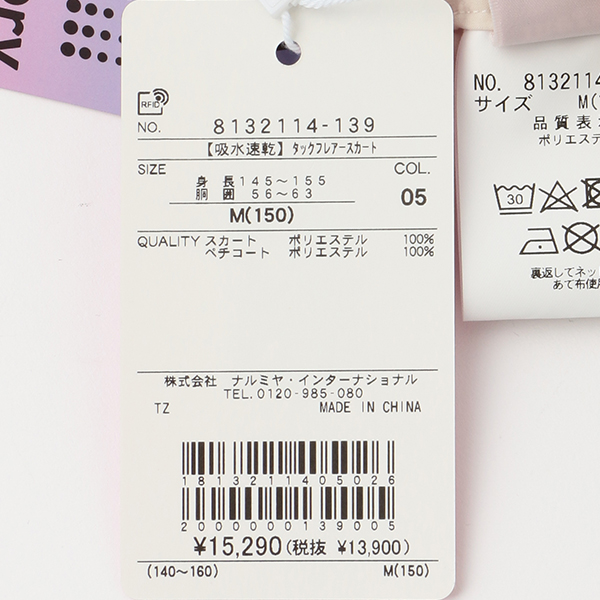 ory
RFID
NO. 8132114-139
【吸水速乾】タックフレアースカート
SIZE COL.
身 長 145～155
胴 囲 56～63
05
M(150)
QUALITY スカート ポリエステル 100%
ペチコート ポリエステル 100%
株式会社 ナルミヤ・インターナショナル
TEL.0120-985-080
TZ MADE IN CHINA
1813211405026
2000000139005
¥15,290(税抜 ¥13,900)
(140～160) M(150)
NO. 8132114
サイズ M(
品質表
ポリエステ
30
裏返してネッ
あて布使用